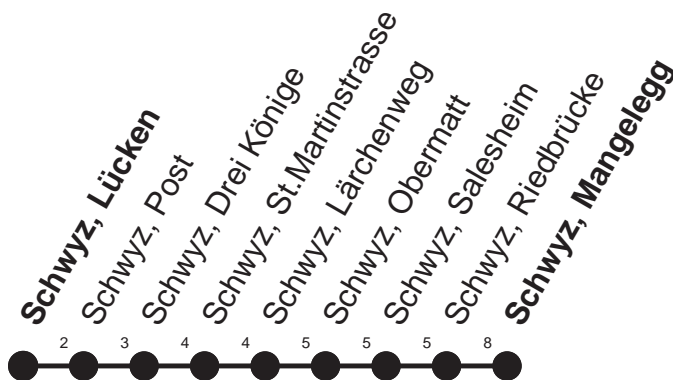 Schwyz, Lücken
Schwyz, Post
Schwyz, Drei Könige
Schwyz, St.Martinstrasse
Schwyz, Lärchenweg
Schwyz, Obermatt
Schwyz, Salesheim
Schwyz, Riedbrücke
Schwyz, Mangelegg
2 3 4 4 5 5 5 8